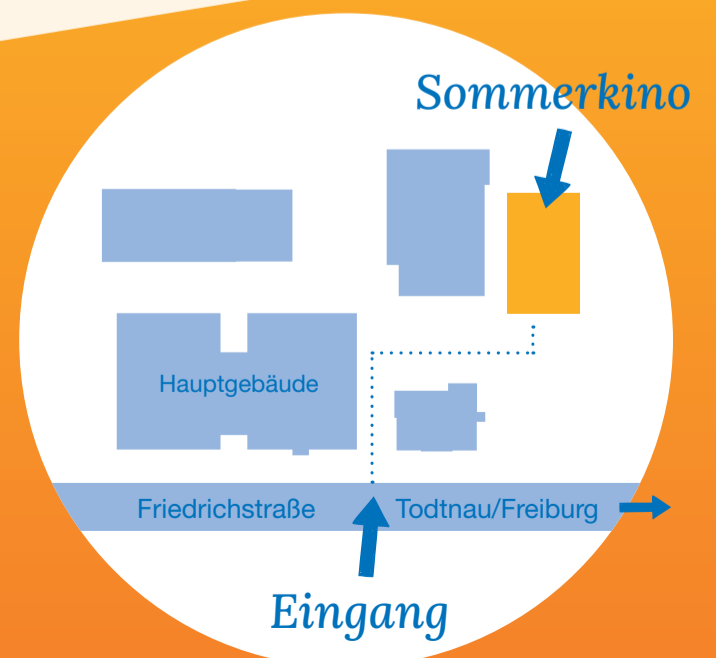 Sommerkino
Hauptgebäude
Friedrichstraße
Todtnau/Freiburg
Eingang